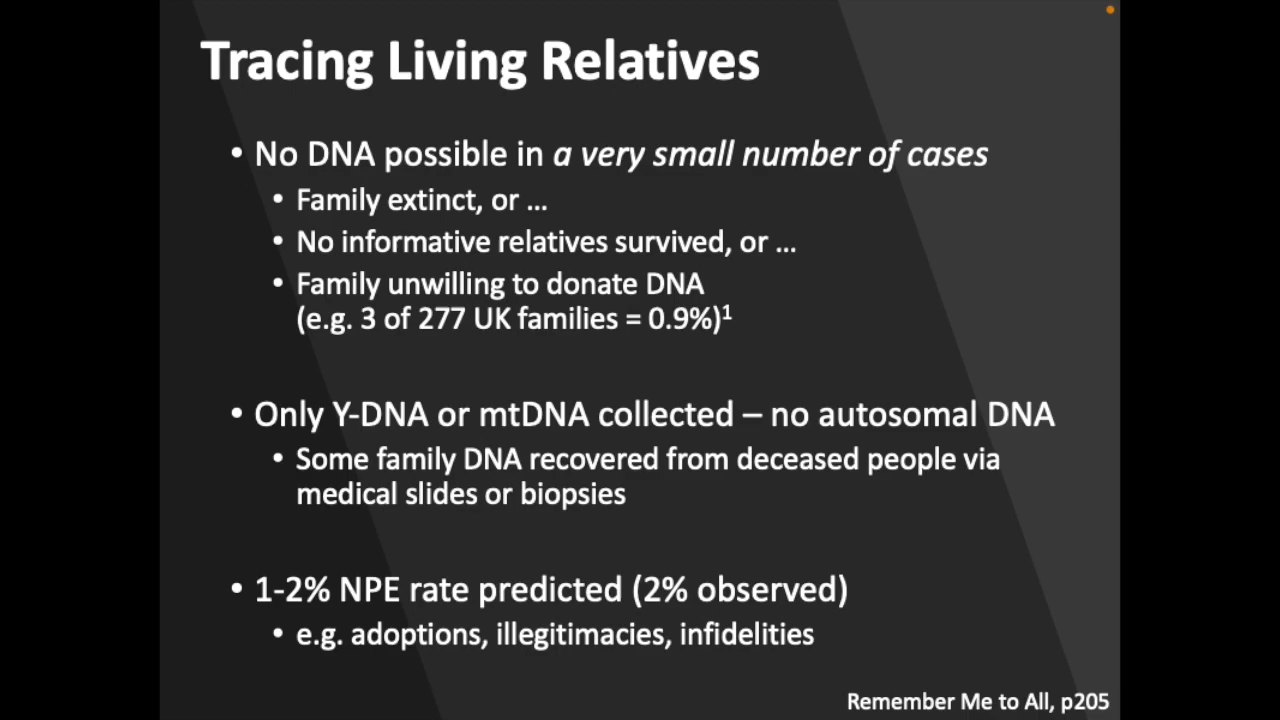 Tracing Living Relatives
• No DNA possible in a very small number of cases
• Family extinct, or ...
• No informative relatives survived, or ...
• Family unwilling to donate DNA
(e.g. 3 of 277 UK families = 0.9%)¹
• Only Y-DNA or mtDNA collected – no autosomal DNA
• Some family DNA recovered from deceased people via
medical slides or biopsies
• 1-2% NPE rate predicted (2% observed)
• e.g. adoptions, illegitimacies, infidelities
Remember Me to All, p205